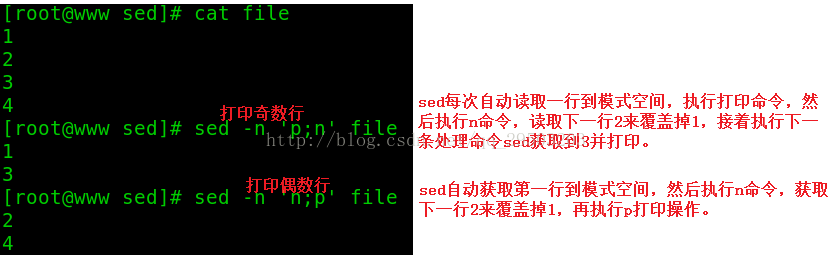 [root@www sed]# cat file
1
2
3
4
打印奇数行
[root@www sed]# sed -n 'p;n' file
1
3
打印偶数行
[root@www sed]# sed -n 'n;p' file
2
4
sed每次自动读取一行到模式空间，执行打印命令，然
后执行n命令，读取下一行2来覆盖掉1，接着执行下一
条处理命令sed获取到3并打印。
sed自动获取第一行到模式空间，然后执行n命令，获取
下一行2来覆盖掉1，再执行p打印操作。
http://blog.csd